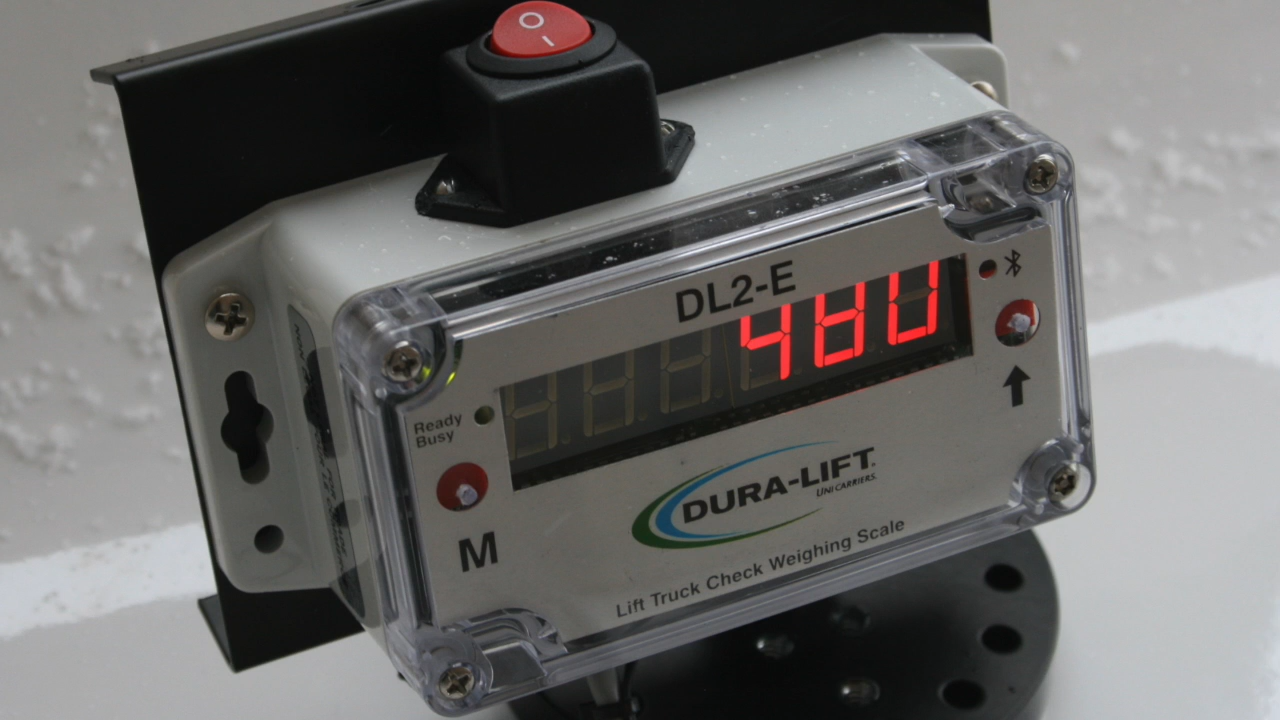 O
I
DL2-E
480
Ready
Busy
M
DURA-LIFT.
UNICARRIERS.
Lift Truck Check Weighing Scale